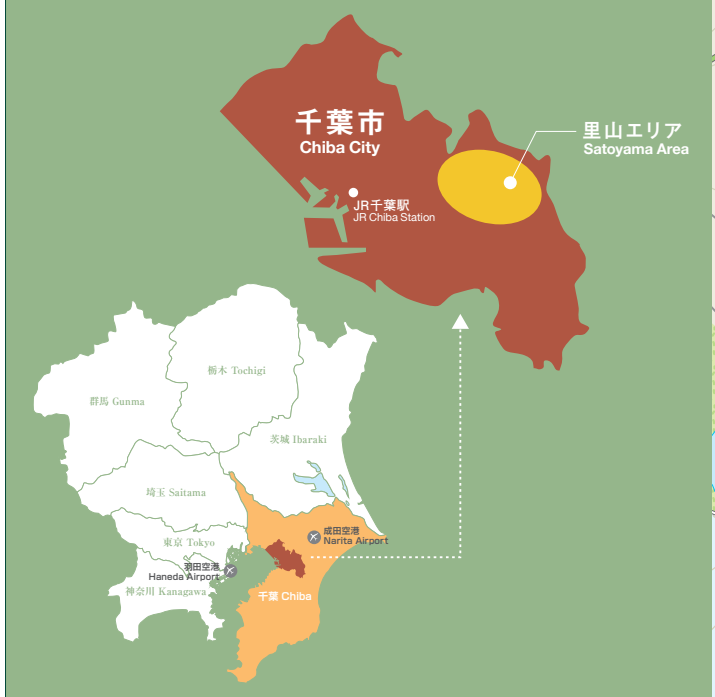 千葉市
Chiba City
里山エリア
Satoyama Area
JR千葉駅
JR Chiba Station
栃木 Tochigi
群馬 Gunma
茨城 Ibaraki
埼玉 Saitama
成田空港
Narita Airport
東京 Tokyo
羽田空港
Haneda Airport
神奈川 Kanagawa
千葉 Chiba